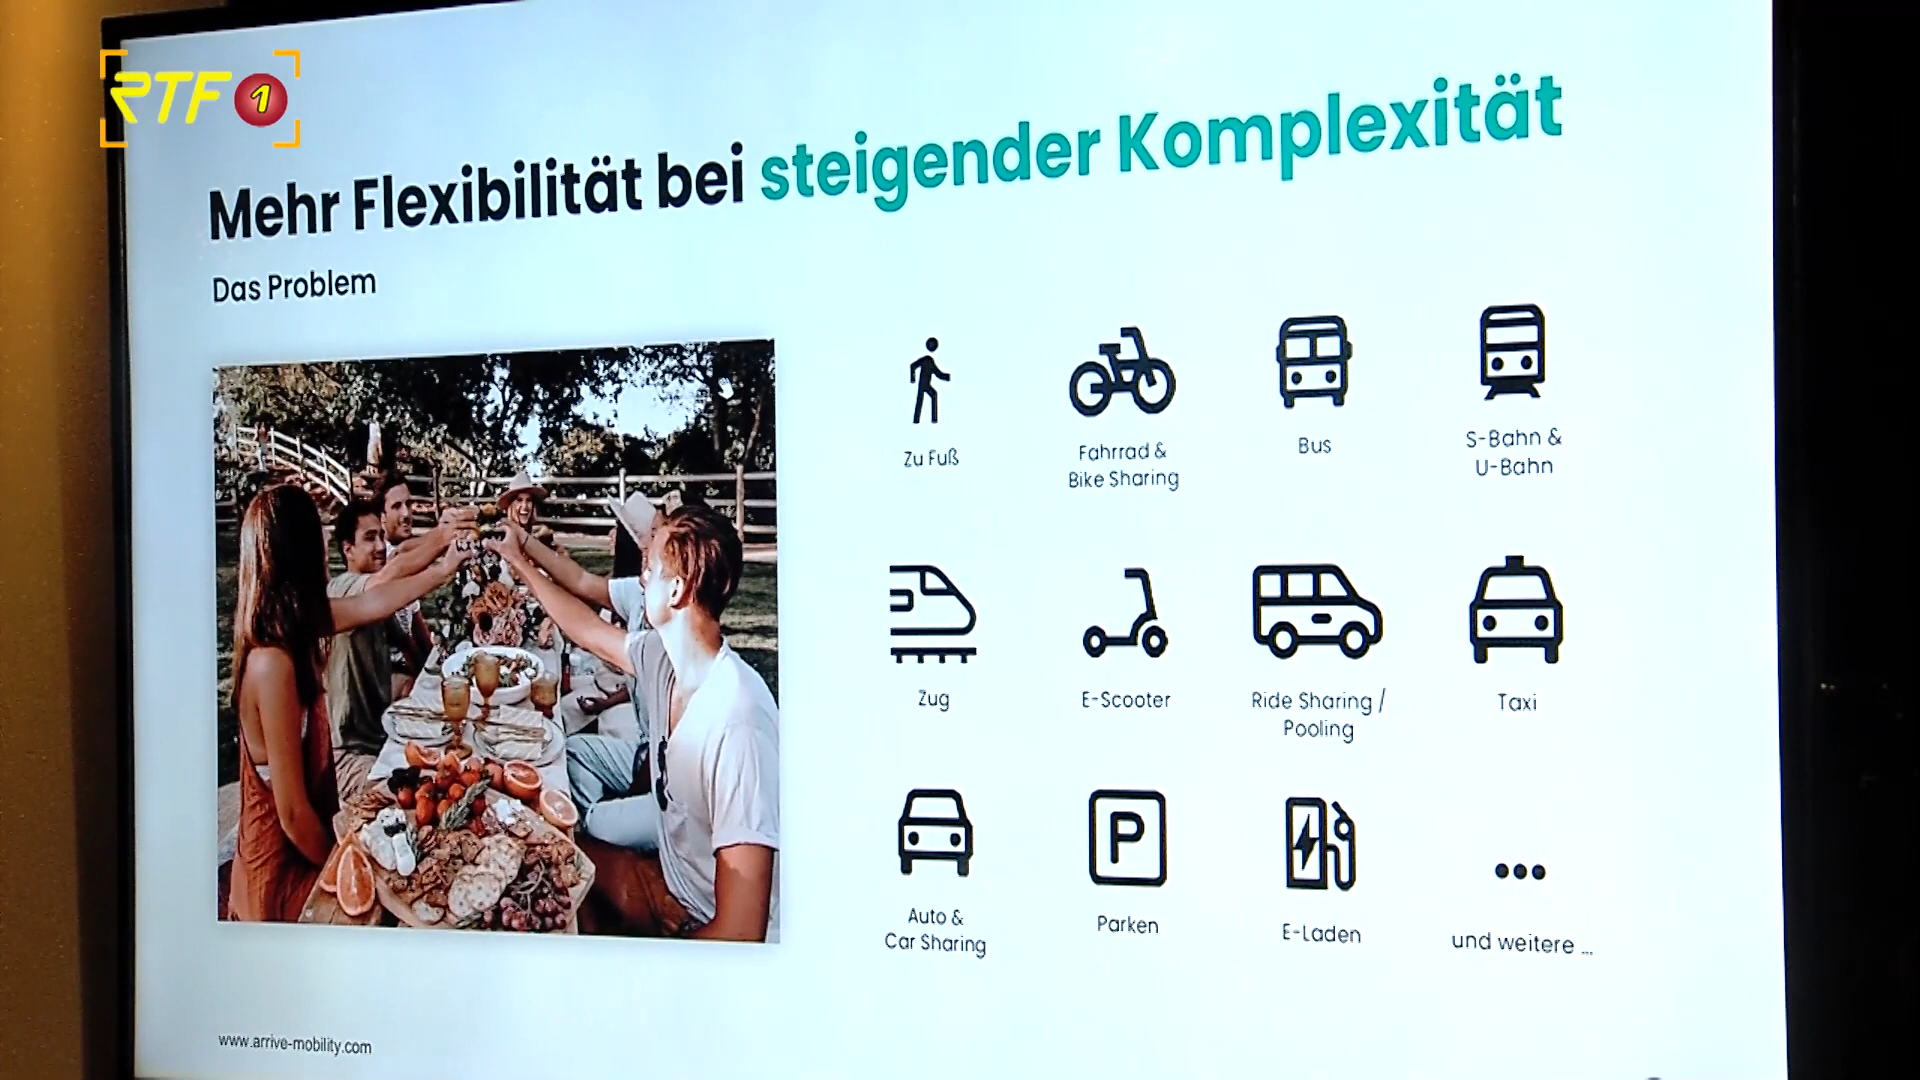 RTF 1
Mehr Flexibilität bei steigender Komplexität
Das Problem
Zu Fuß
Fahrrad &
Bike Sharing
Bus
S-Bahn &
U-Bahn
Zug
E-Scooter
Ride Sharing /
Pooling
Taxi
Auto &
Car Sharing
P
Parken
E-Laden
und weitere ...
www.arrive-mobility.com